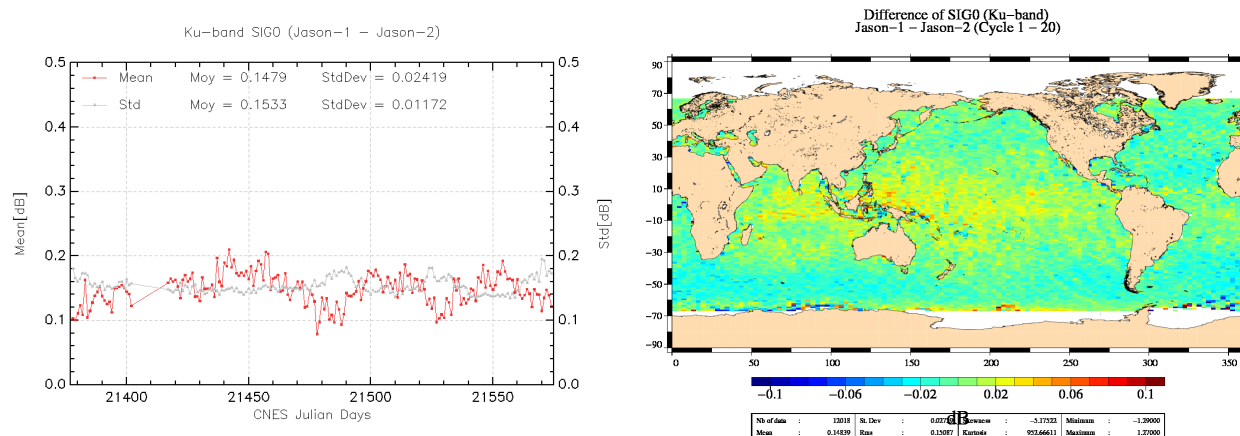 Ku-band SIG0 (Jason-1 - Jason-2)
0.5 0.5
Mean Moy = 0.1479 StdDev = 0.02419
Std Moy = 0.1533 StdDev = 0.01172
0.4 0.4
0.3 0.3
Mean[dB]
Std[dB]
0.2 0.2
0.1 0.1
0.0 0.0
21400 21450 21500 21550
CNES Julian Days
Difference of SIG0 (Ku-band)
Jason-1 - Jason-2 (Cycle 1 - 20)
90
70
50
30
10
-10
-30
-50
-70
-90
0 50 100 150 200 250 300 350
-0.1 -0.06 -0.02 0.02 0.06 0.1
dB
Nb of data : 12018 St. Dev : Skewness : -5.17522 Minimum : -1.29000
Mean : 0.14839 Rms : 0.15087 Kurtosis : 952.66611 Maximum : 1.27000